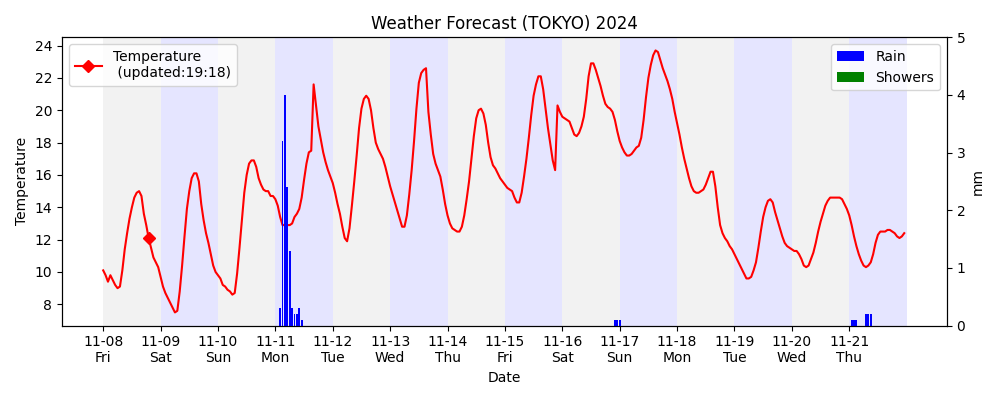 Weather Forecast (TOKYO) 2024
Temperature
(updated:19:18)
Rain
Showers
Temperature
24
22
20
18
16
14
12
10
8
5
4
3
2
1
0
mm
11-08 11-09 11-10 11-11 11-12 11-13 11-14 11-15 11-16 11-17 11-18 11-19 11-20 11-21
Fri Sat Sun Mon Tue Wed Thu Fri Sat Sun Mon Tue Wed Thu
Date